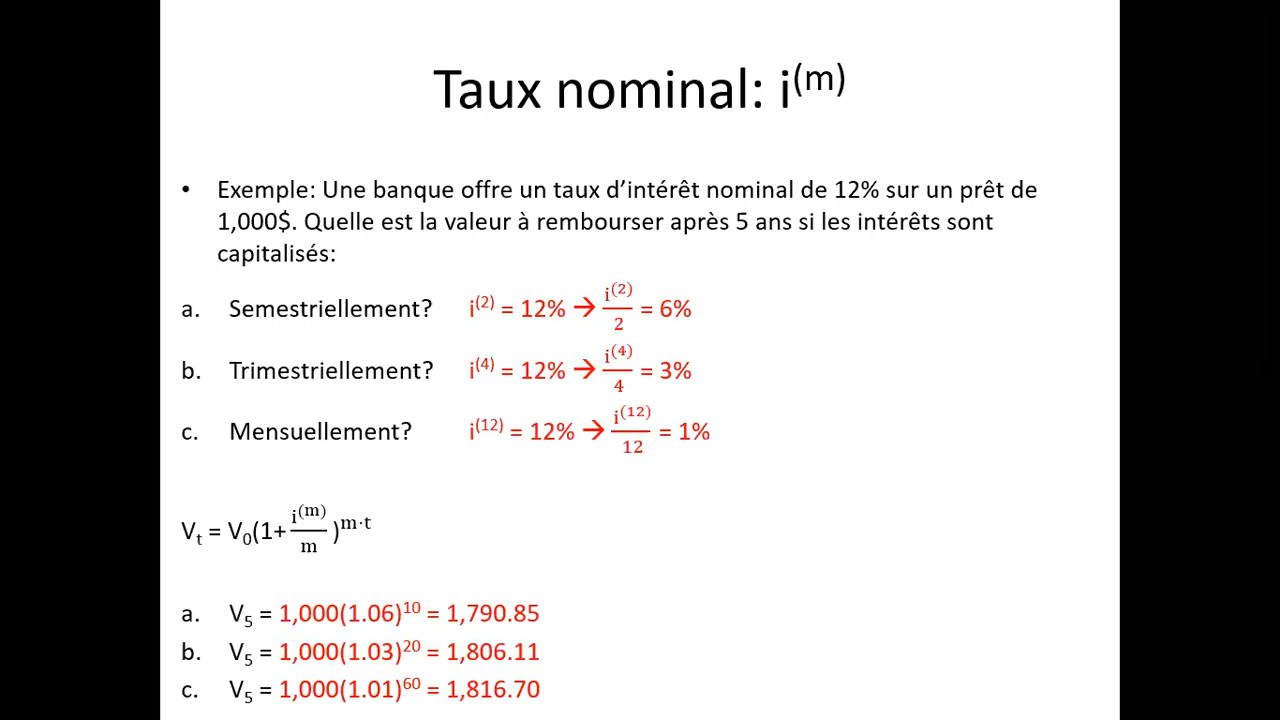 Taux nominal: i^(m)
• Exemple: Une banque offre un taux d’intérêt nominal de 12% sur un prêt de
1,000$. Quelle est la valeur à rembourser après 5 ans si les intérêts sont
capitalisés:
a. Semestriellement? i^(2) = 12% → i^(2)/2 = 6%
b. Trimestriellement? i^(4) = 12% → i^(4)/4 = 3%
c. Mensuellement? i^(12) = 12% → i^(12)/12 = 1%
V_t = V_0(1+ i^(m)/m )^m·t
a. V_5 = 1,000(1.06)^10 = 1,790.85
b. V_5 = 1,000(1.03)^20 = 1,806.11
c. V_5 = 1,000(1.01)^60 = 1,816.70